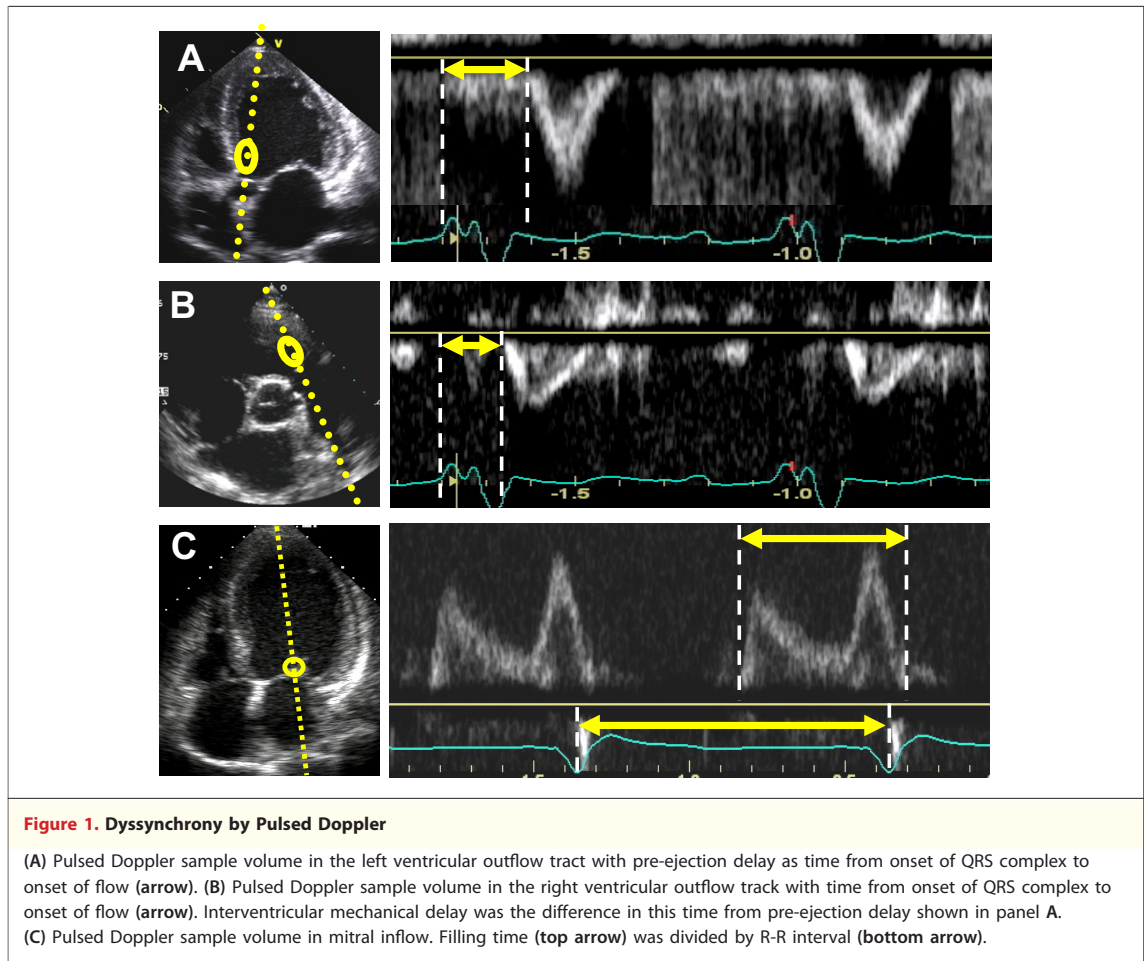 A
V
-1.5
-1.0
B
75
-1.5
-1.0
C
1.0
Figure 1. Dyssynchrony by Pulsed Doppler
(A) Pulsed Doppler sample volume in the left ventricular outflow tract with pre-ejection delay as time from onset of QRS complex to
onset of flow (arrow). (B) Pulsed Doppler sample volume in the right ventricular outflow track with time from onset of QRS complex to
onset of flow (arrow). Interventricular mechanical delay was the difference in this time from pre-ejection delay shown in panel A.
(C) Pulsed Doppler sample volume in mitral inflow. Filling time (top arrow) was divided by R-R interval (bottom arrow).